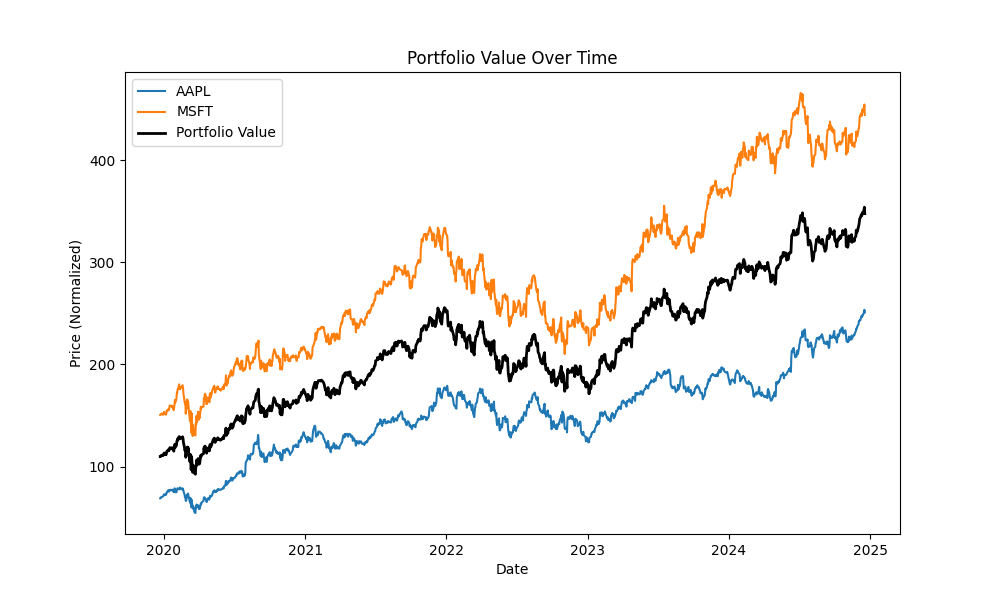 Portfolio Value Over Time
AAPL
MSFT
Portfolio Value
Price (Normalized)
400
300
200
100
2020 2021 2022 2023 2024 2025
Date